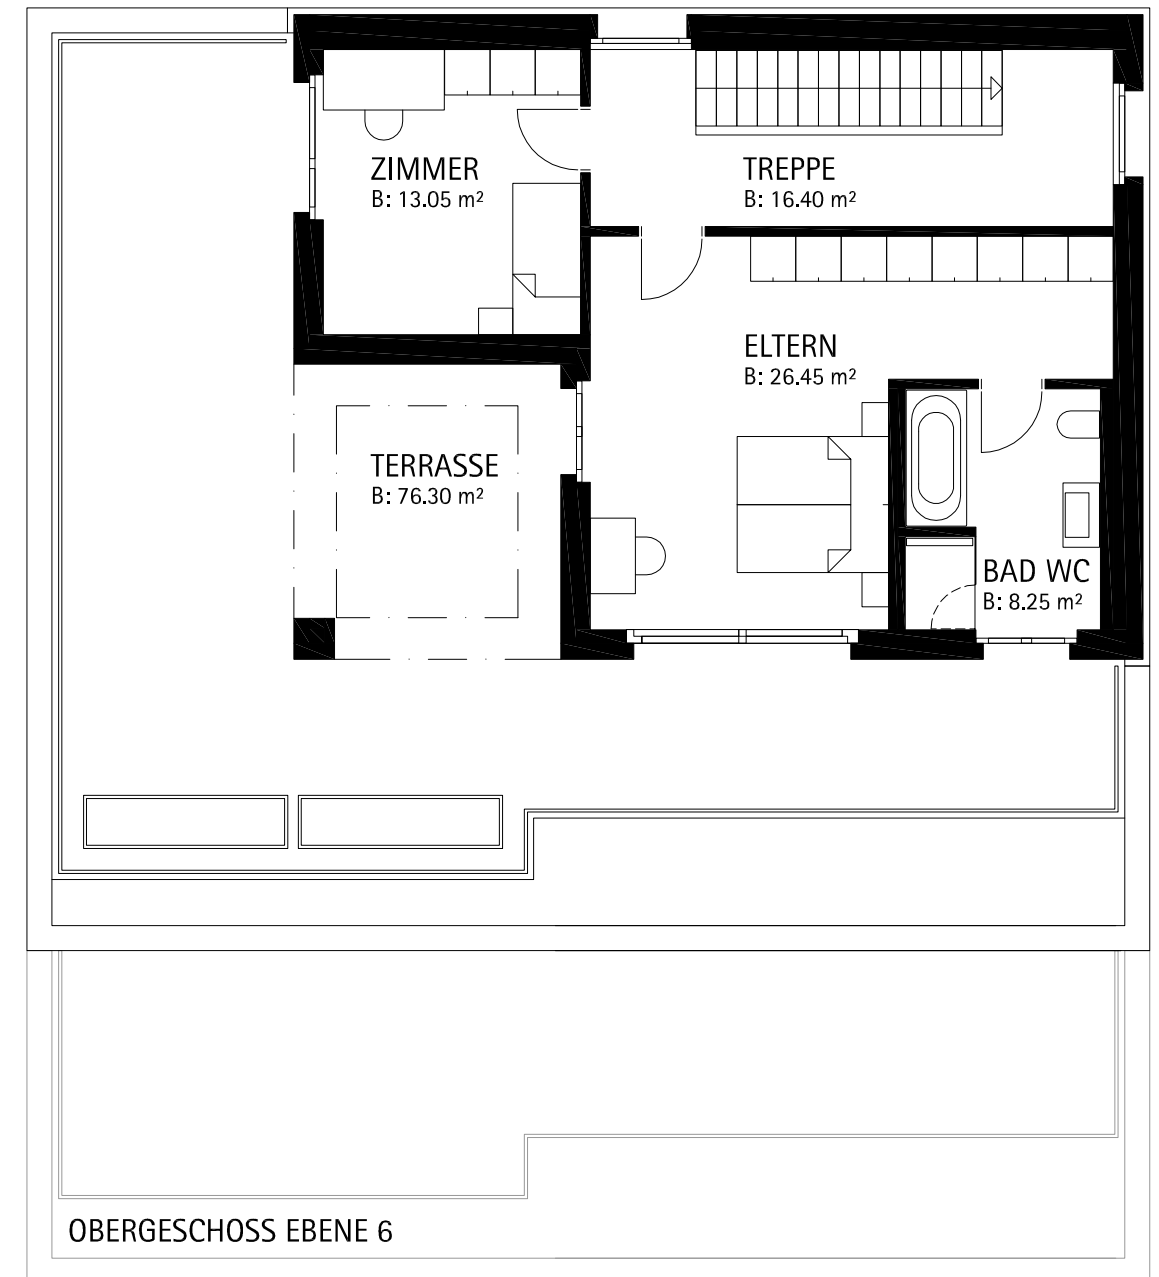 ZIMMER
B: 13.05 m²
TREPPE
B: 16.40 m²
ELTERN
B: 26.45 m²
TERRASSE
B: 76.30 m²
BAD WC
B: 8.25 m²
OBERGESCHOSS EBENE 6